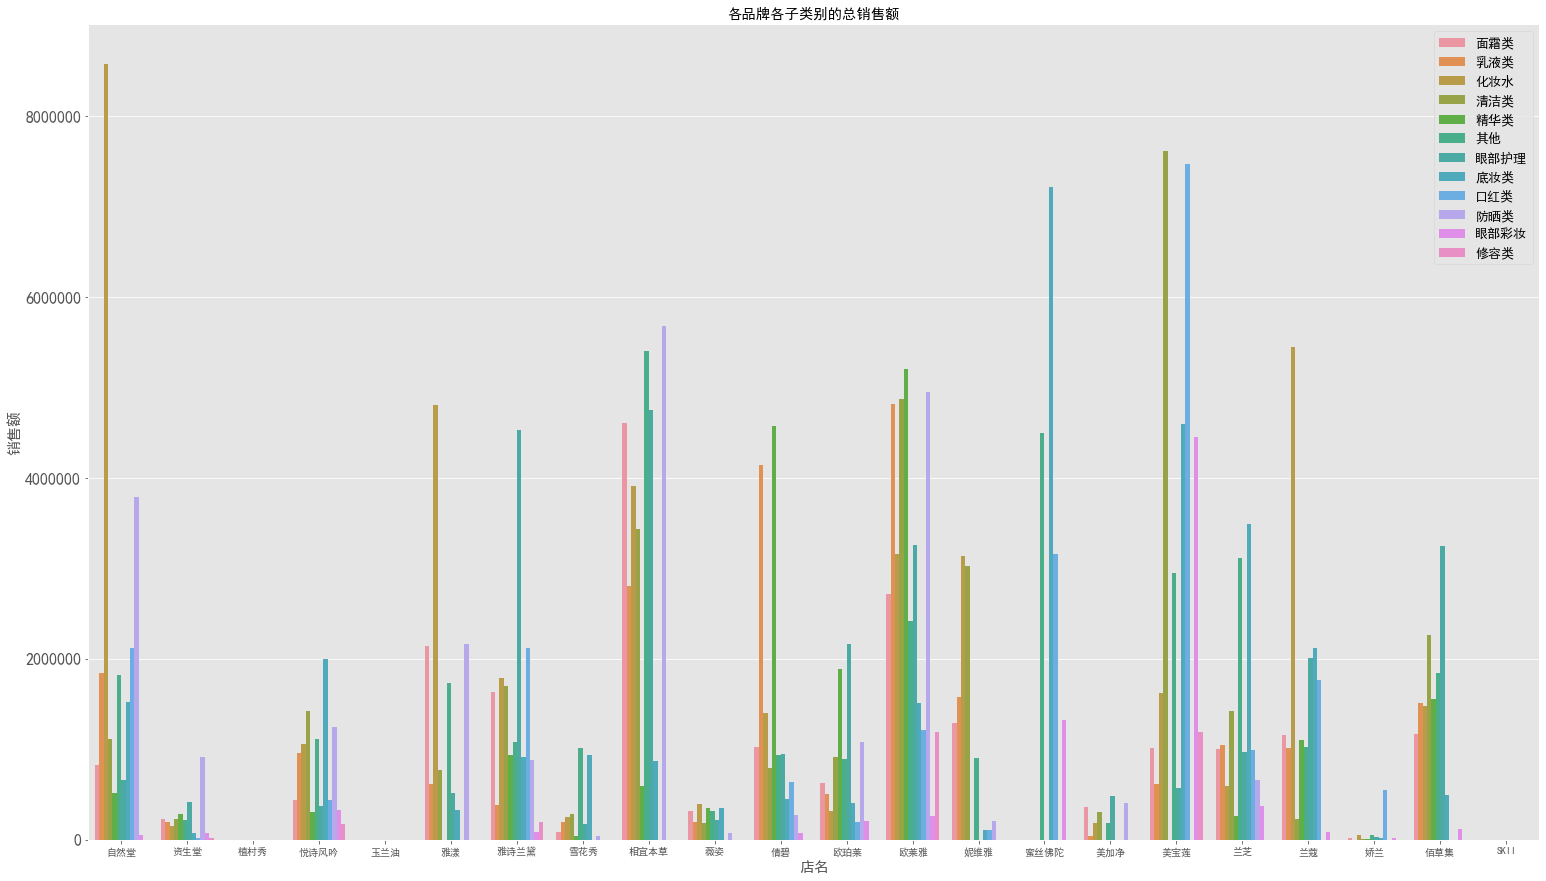 各品牌各子类别的总销售额
面霜类
乳液类
化妆水
清洁类
精华类
其他
眼部护理
底妆类
口红类
防晒类
眼部彩妆
修容类
8000000
6000000
4000000
2000000
0
销售额
自然堂 资生堂 植村秀 悦诗风吟 玉兰油 雅漾 雅诗兰黛 雪花秀 相宜本草 薇姿 倩碧 欧珀莱 欧莱雅 妮维雅 蜜丝佛陀 美加净 美宝莲 兰芝 兰蔻 娇兰 佰草集 SKII
店名